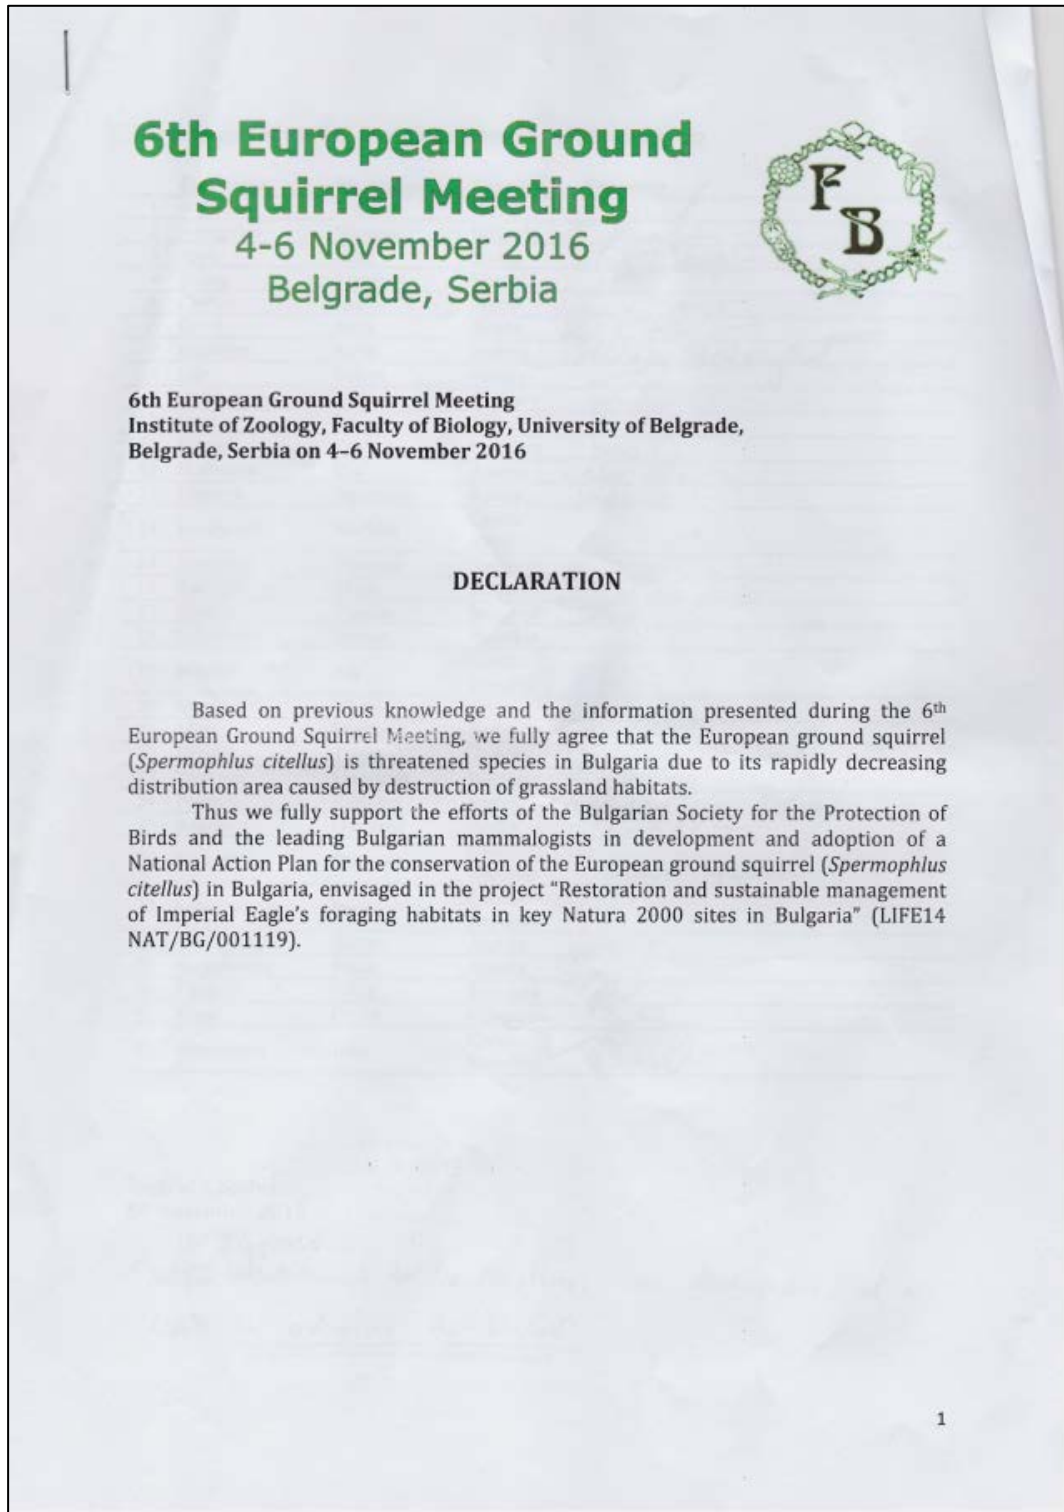 6th European Ground
Squirrel Meeting
4-6 November 2016
Belgrade, Serbia
F
B
6th European Ground Squirrel Meeting
Institute of Zoology, Faculty of Biology, University of Belgrade,
Belgrade, Serbia on 4–6 November 2016
DECLARATION
Based on previous knowledge and the information presented during the 6th
European Ground Squirrel Meeting, we fully agree that the European ground squirrel
(Spermophlus citellus) is threatened species in Bulgaria due to its rapidly decreasing
distribution area caused by destruction of grassland habitats.
Thus we fully support the efforts of the Bulgarian Society for the Protection of
Birds and the leading Bulgarian mammalogists in development and adoption of a
National Action Plan for the conservation of the European ground squirrel (Spermophlus
citellus) in Bulgaria, envisaged in the project “Restoration and sustainable management
of Imperial Eagle’s foraging habitats in key Natura 2000 sites in Bulgaria” (LIFE14
NAT/BG/001119).
1